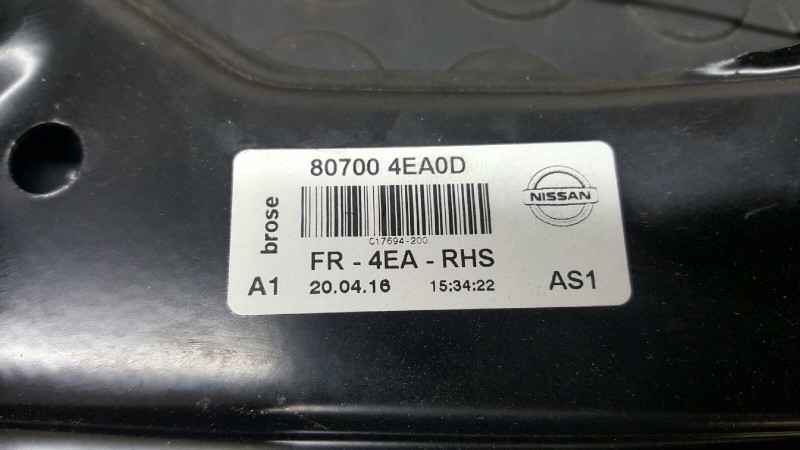 80700 4EA0D
brose
NISSAN
C17694-200
FR - 4EA - RHS
A1 20.04.16 15:34:22 AS1